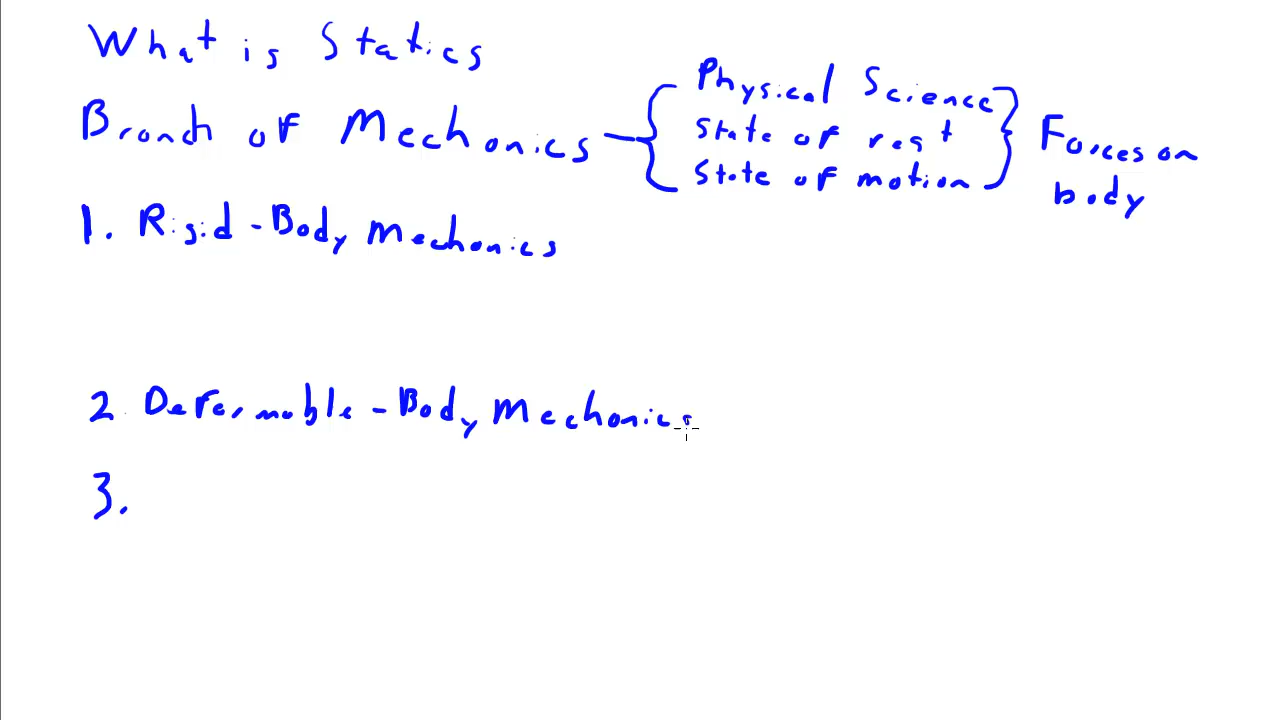 What is Statics
Branch of Mechanics
Physical Science
State of rest
State of motion
Forces on
body
1. Rigid-Body Mechanics
2. Deformable-Body Mechanics
3.